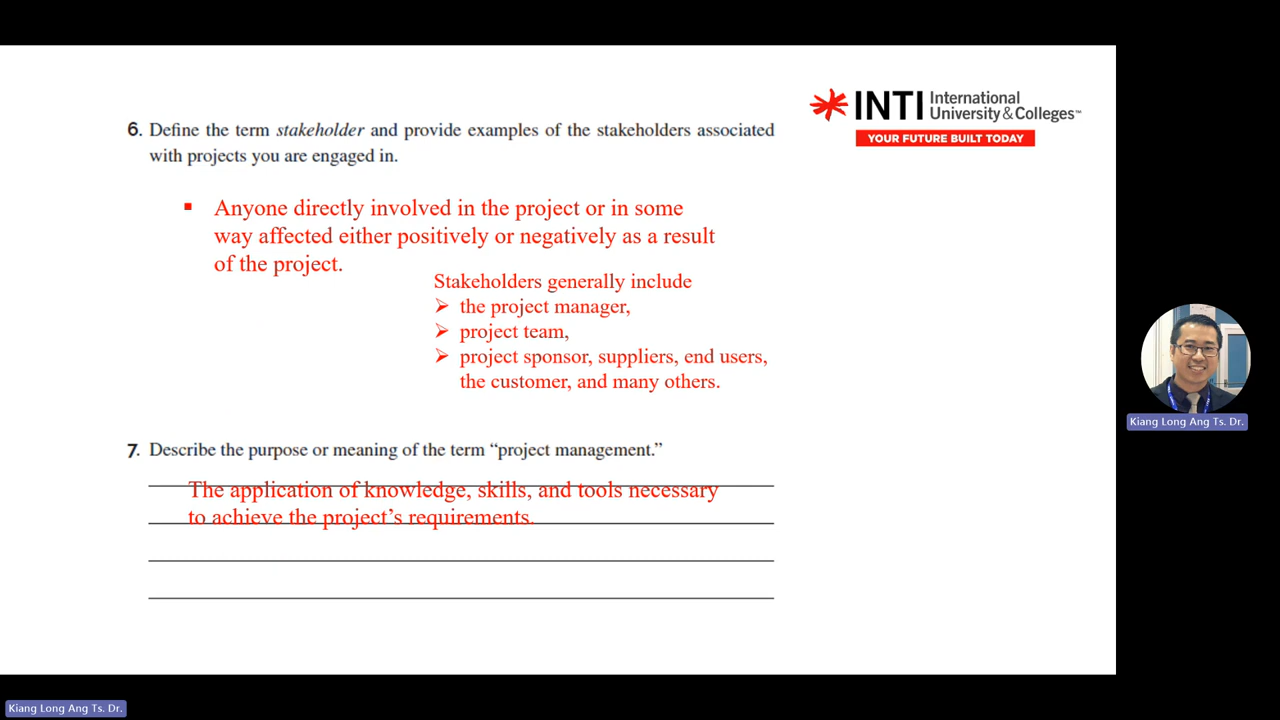 INTI International
University & Colleges™
YOUR FUTURE BUILT TODAY
6. Define the term stakeholder and provide examples of the stakeholders associated
with projects you are engaged in.
▪ Anyone directly involved in the project or in some
way affected either positively or negatively as a result
of the project.
Stakeholders generally include
➢ the project manager,
➢ project team,
➢ project sponsor, suppliers, end users,
the customer, and many others.
7. Describe the purpose or meaning of the term “project management.”
The application of knowledge, skills, and tools necessary
to achieve the project’s requirements.
Kiang Long Ang Ts. Dr.
Kiang Long Ang Ts. Dr.